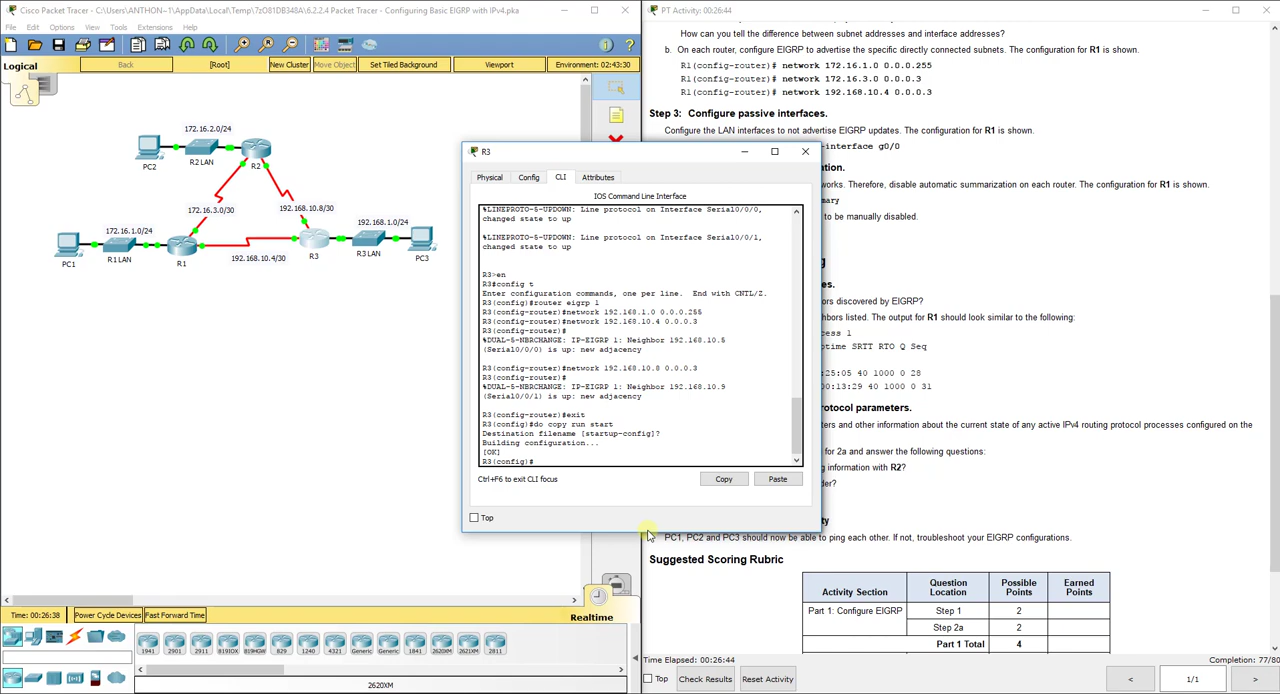 Cisco Packet Tracer - C:\Users\ANTHON~1\AppData\Local\Temp\7zO81DB348A\6.2.2.4 Packet Tracer - Configuring Basic EIGRP with IPv4.pka
File Edit Options View Tools Extensions Help
Logical
Back
[Root]
New Cluster
Move Object
Set Tiled Background
Viewport
Environment: 02:43:30
172.16.2.0/24
PC2
R2 LAN
R2
172.16.3.0/30
192.168.10.8/30
192.168.1.0/24
172.16.1.0/24
PC1
R1 LAN
R1
192.168.10.4/30
R3
R3 LAN
PC3
R3
Physical
Config
CLI
Attributes
IOS Command Line Interface
%LINEPROTO-5-UPDOWN: Line protocol on Interface Serial0/0/0,
changed state to up
%LINEPROTO-5-UPDOWN: Line protocol on Interface Serial0/0/1,
changed state to up
R3>en
R3#config t
Enter configuration commands, one per line.  End with CNTL/Z.
R3(config)#router eigrp 1
R3(config-router)#network 192.168.1.0 0.0.0.255
R3(config-router)#network 192.168.10.4 0.0.0.3
R3(config-router)#
%DUAL-5-NBRCHANGE: IP-EIGRP 1: Neighbor 192.168.10.5
(Serial0/0/0) is up: new adjacency
R3(config-router)#network 192.168.10.8 0.0.0.3
R3(config-router)#
%DUAL-5-NBRCHANGE: IP-EIGRP 1: Neighbor 192.168.10.9
(Serial0/0/1) is up: new adjacency
R3(config-router)#exit
R3(config)#do copy run start
Destination filename [startup-config]?
Building configuration...
[OK]
R3(config)#
Ctrl+F6 to exit CLI focus
Copy
Paste
Top
PT Activity: 00:26:44
How can you tell the difference between subnet addresses and interface addresses?
b. On each router, configure EIGRP to advertise the specific directly connected subnets. The configuration for R1 is shown.
R1(config-router)# network 172.16.1.0 0.0.0.255
R1(config-router)# network 172.16.3.0 0.0.0.3
R1(config-router)# network 192.168.10.4 0.0.0.3
Step 3: Configure passive interfaces.
Configure the LAN interfaces to not advertise EIGRP updates. The configuration for R1 is shown.
-interface g0/0
tion.
works. Therefore, disable automatic summarization on each router. The configuration for R1 is shown.
mary
to be manually disabled.
g
es.
ors discovered by EIGRP?
hbors listed. The output for R1 should look similar to the following:
cess 1
ptime SRTT RTO Q Seq
:25:05 40 1000 0 28
:13:29 40 1000 0 31
rotocol parameters.
ters and other information about the current state of any active IPv4 routing protocol processes configured on the
for 2a and answer the following questions:
g information with R2?
der?
ty
PC1, PC2 and PC3 should now be able to ping each other. If not, troubleshoot your EIGRP configurations.
Suggested Scoring Rubric
Activity Section
Question Location
Possible Points
Earned Points
Part 1: Configure EIGRP
Step 1
2
Step 2a
2
Part 1 Total
4
Time: 00:26:38
Power Cycle Devices
Fast Forward Time
Realtime
1941
2901
2911
819IOX
819HGW
829
1240
4321
Generic
Generic
1841
2620XM
2621XM
2811
2620XM
Time Elapsed: 00:26:44
Completion: 77/80
Top
Check Results
Reset Activity
<
1/1
>